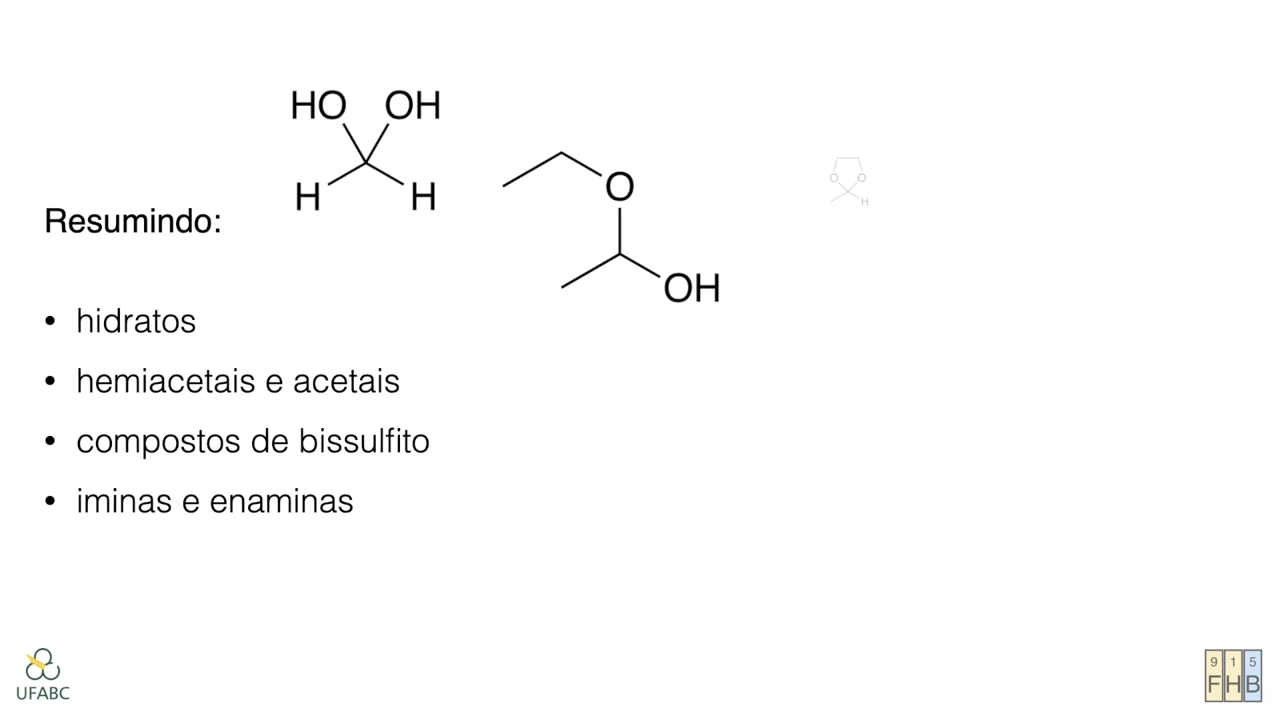 HO OH
H H
O
OH
O O
H
Resumindo:
• hidratos
• hemiacetais e acetais
• compostos de bissulfito
• iminas e enaminas
UFABC
9 1 5
F H B